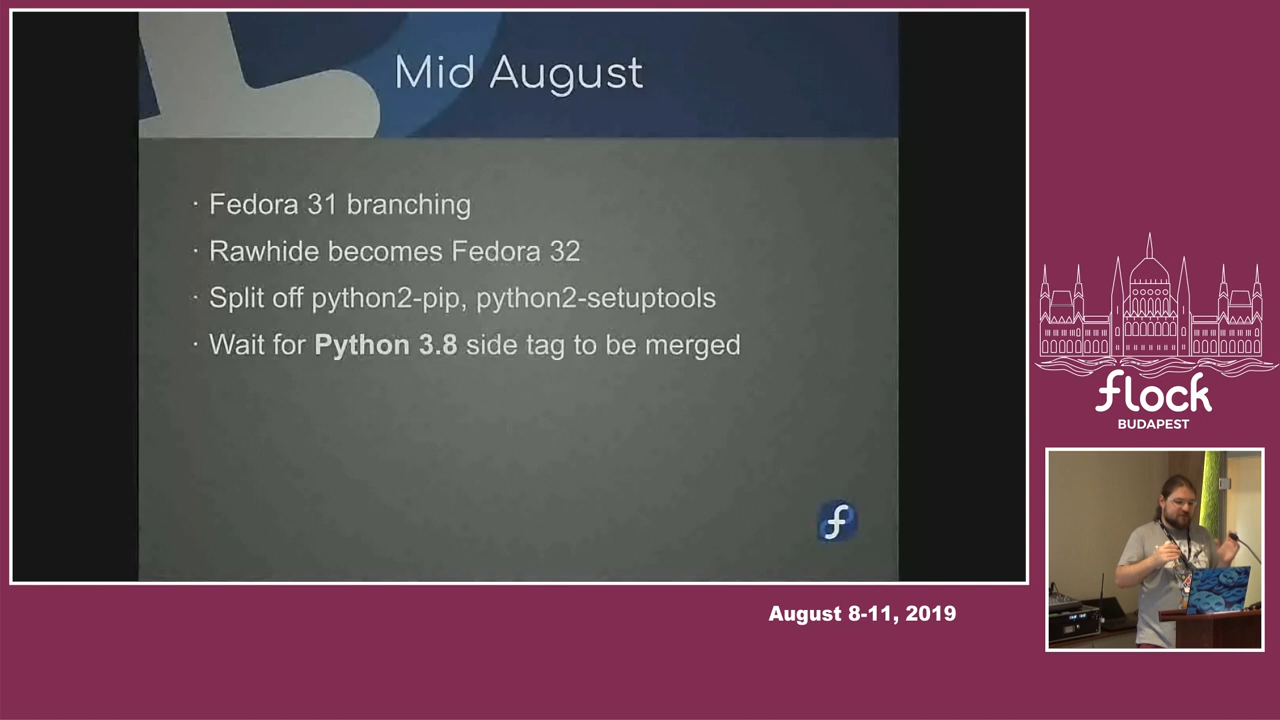 Mid August
· Fedora 31 branching
· Rawhide becomes Fedora 32
· Split off python2-pip, python2-setuptools
· Wait for Python 3.8 side tag to be merged
flock
BUDAPEST
August 8-11, 2019